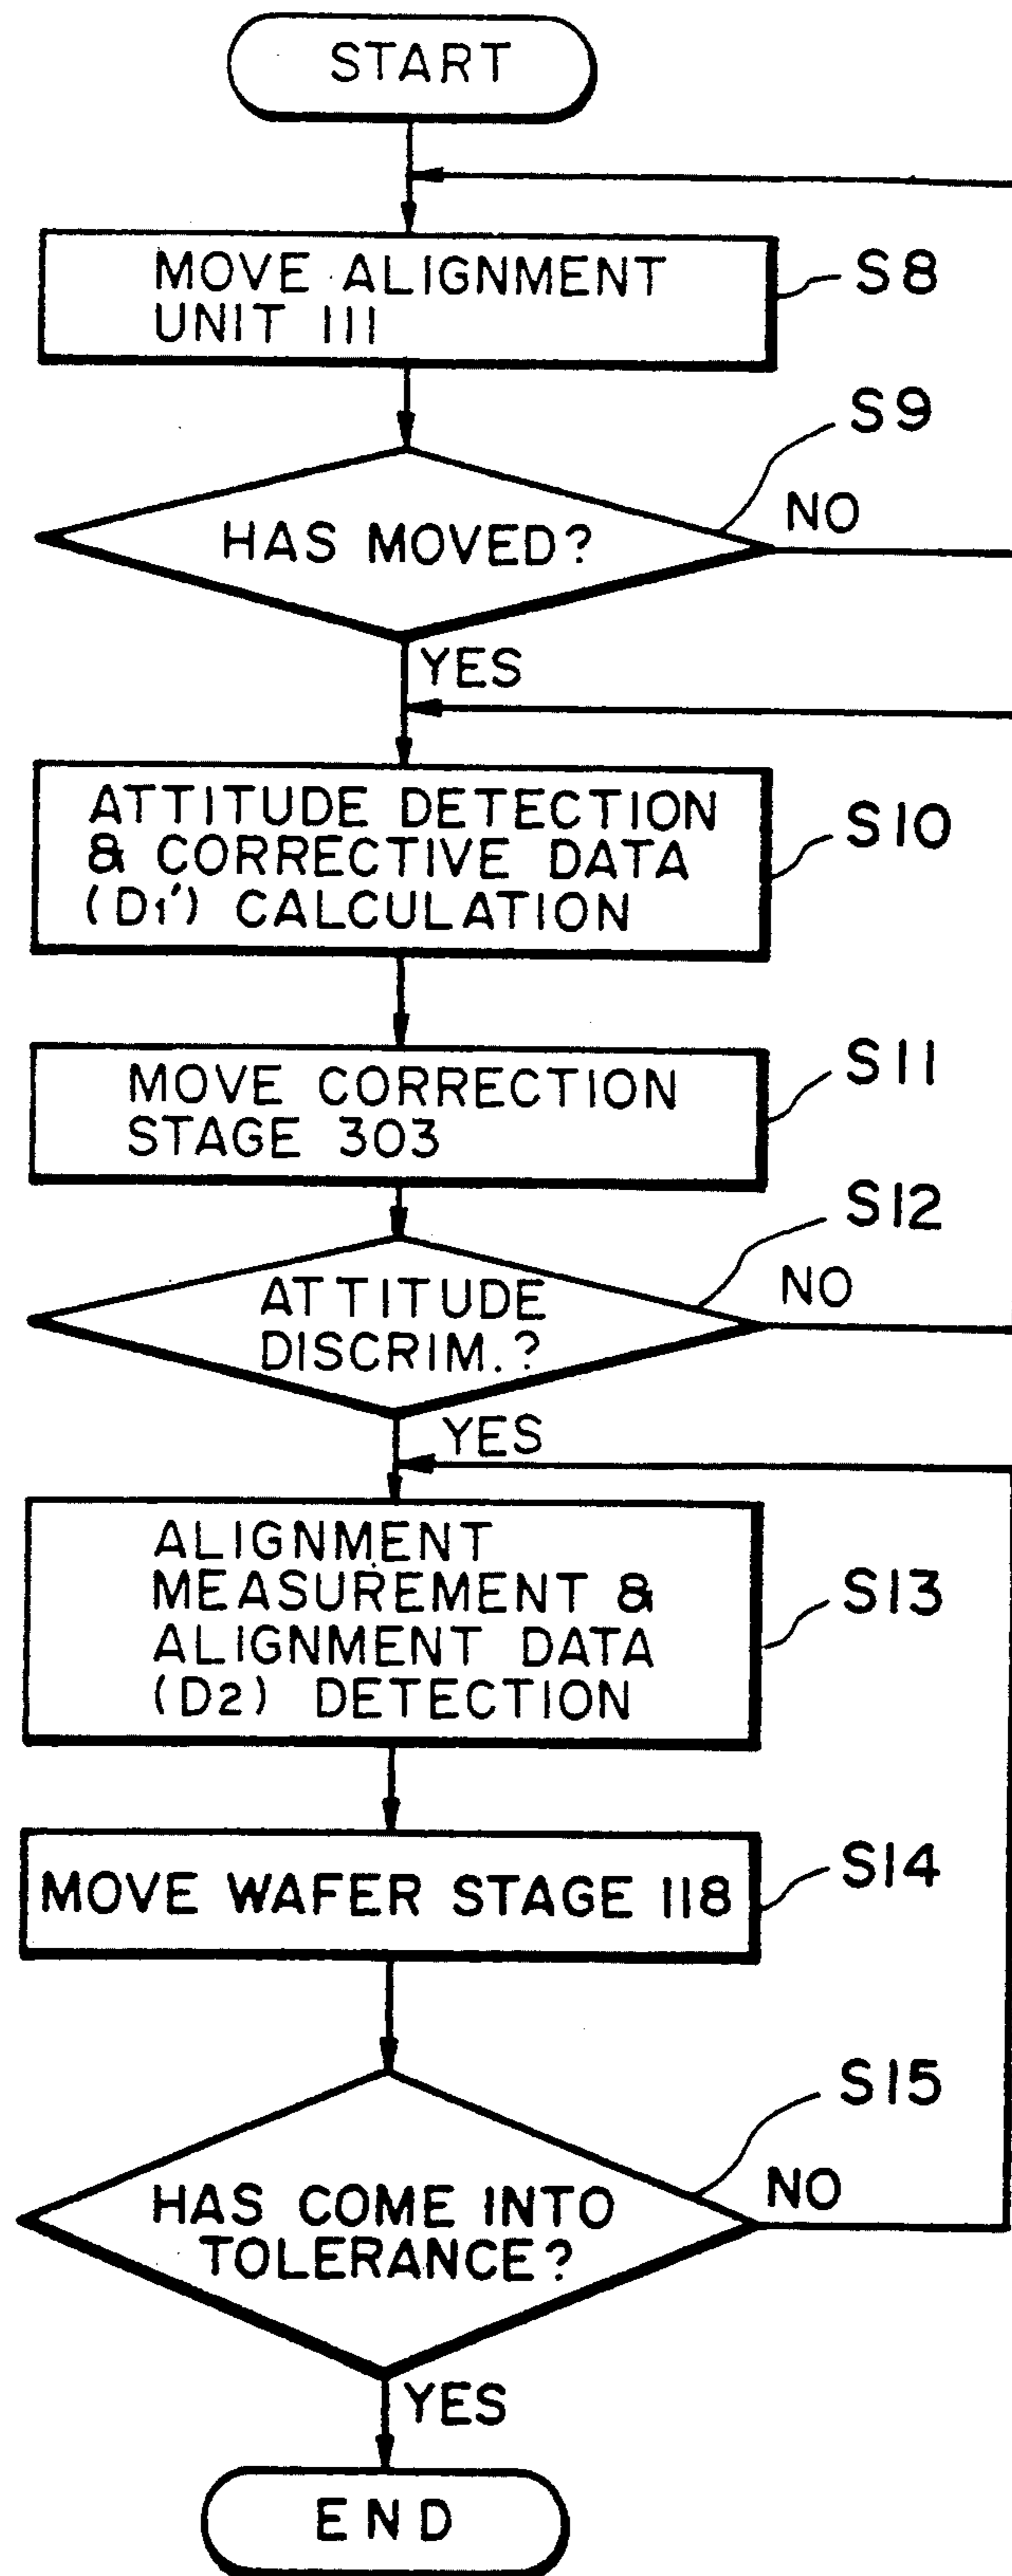 START
MOVE ALIGNMENT
UNIT 111
S8
S9
HAS MOVED?
NO
YES
ATTITUDE DETECTION
& CORRECTIVE DATA
(D1') CALCULATION
S10
MOVE CORRECTION
STAGE 303
S11
S12
ATTITUDE
DISCRIM.?
NO
YES
ALIGNMENT
MEASUREMENT &
ALIGNMENT DATA
(D2) DETECTION
S13
MOVE WAFER STAGE 118
S14
S15
HAS COME INTO
TOLERANCE?
NO
YES
END